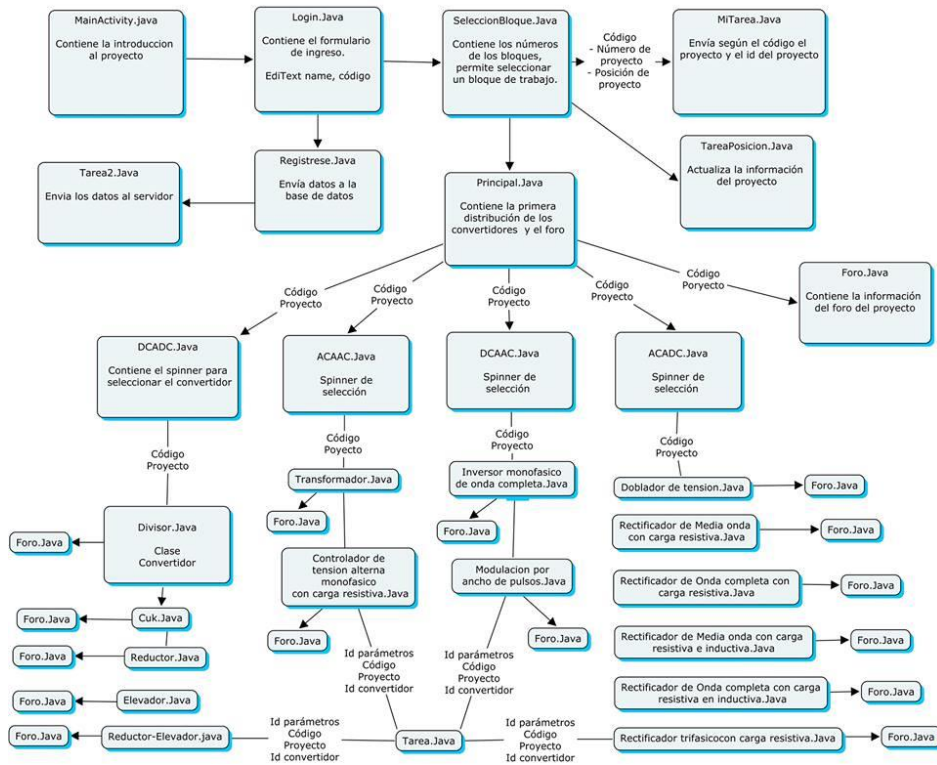 MainActivity.java
Contiene la introduccion
al proyecto
Login.Java
Contiene el formulario
de ingreso.
EdiText name, código
SeleccionBloque.Java
Contiene los números
de los bloques,
permite seleccionar
un bloque de trabajo.
Código
- Número de
proyecto
- Posición de
proyecto
MiTarea.Java
Envía según el código el
proyecto y el id del proyecto
Tarea2.Java
Envia los datos al servidor
Registrese.Java
Envía datos a la
base de datos
TareaPosicion.Java
Actualiza la información
del proyecto
Principal.Java
Contiene la primera
distribución de los
convertidores y el foro
Código
Proyecto
Código
Proyecto
Código
Proyecto
Código
Proyecto
Código
Poryecto
Foro.Java
Contiene la información
del foro del proyecto
DCADC.Java
Contiene el spinner para
seleccionar el convertidor
ACAAC.Java
Spinner de
selección
DCAAC.Java
Spinner de
selección
ACADC.Java
Spinner de
selección
Código
Proyecto
Código
Poyecto
Código
Proyecto
Código
Proyecto
Transformador.Java
Foro.Java
Inversor monofasico
de onda completa.Java
Foro.Java
Doblador de tension.Java
Foro.Java
Divisor.Java
Clase
Convertidor
Foro.Java
Rectificador de Media onda
con carga resistiva.Java
Foro.Java
Controlador de
tension alterna
monofasico
con carga resistiva.Java
Foro.Java
Modulacion por
ancho de pulsos.Java
Foro.Java
Rectificador de Onda completa con
carga resistiva.Java
Foro.Java
Foro.Java
Cuk.Java
Foro.Java
Reductor.Java
Rectificador de Media onda con carga
resistiva e inductiva.Java
Foro.Java
Id parámetros
Código
Proyecto
Id convertidor
Id parámetros
Código
Proyecto
Id convertidor
Foro.Java
Elevador.Java
Rectificador de Onda completa con carga
resistiva en inductiva.Java
Foro.Java
Foro.Java
Reductor-Elevador.java
Id parámetros
Código
Proyecto
Id convertidor
Tarea.Java
Id parámetros
Código
Proyecto
Id convertidor
Rectificador trifasicocon carga resistiva.Java
Foro.Java